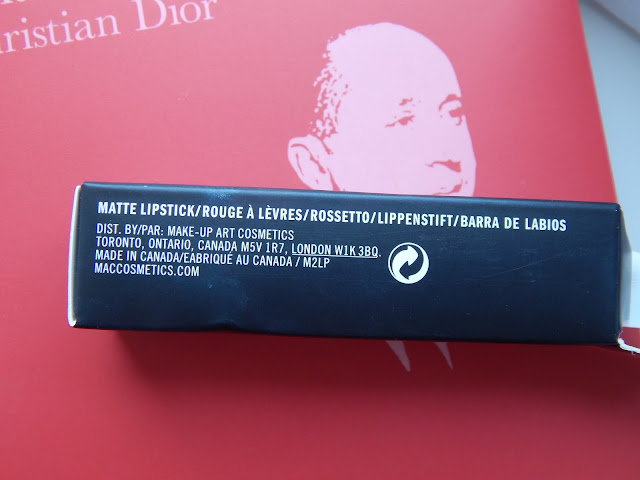 ristian Dior
MATTE LIPSTICK/ROUGE À LÈVRES/ROSSETTO/LIPPENSTIFT/BARRA DE LABIOS
DIST. BY/PAR: MAKE-UP ART COSMETICS
TORONTO, ONTARIO, CANADA M5V 1R7, LONDON W1K 3BQ.
MADE IN CANADA/FABRIQUÉ AU CANADA / M2LP
MACCOSMETICS.COM